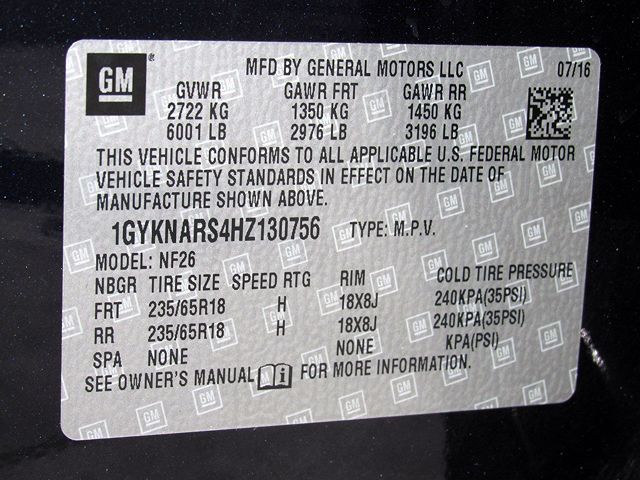 GM
MFD BY GENERAL MOTORS LLC 07/16
GVWR GAWR FRT GAWR RR
2722 KG 1350 KG 1450 KG
6001 LB 2976 LB 3196 LB
THIS VEHICLE CONFORMS TO ALL APPLICABLE U.S. FEDERAL MOTOR
VEHICLE SAFETY STANDARDS IN EFFECT ON THE DATE OF
MANUFACTURE SHOWN ABOVE.
1GYKNARS4HZ130756 TYPE: M.P.V.
MODEL: NF26
NBGR TIRE SIZE SPEED RTG RIM COLD TIRE PRESSURE
FRT 235/65R18 H 18X8J 240KPA(35PSI)
RR 235/65R18 H 18X8J 240KPA(35PSI)
SPA NONE NONE KPA(PSI)
SEE OWNER'S MANUAL FOR MORE INFORMATION.